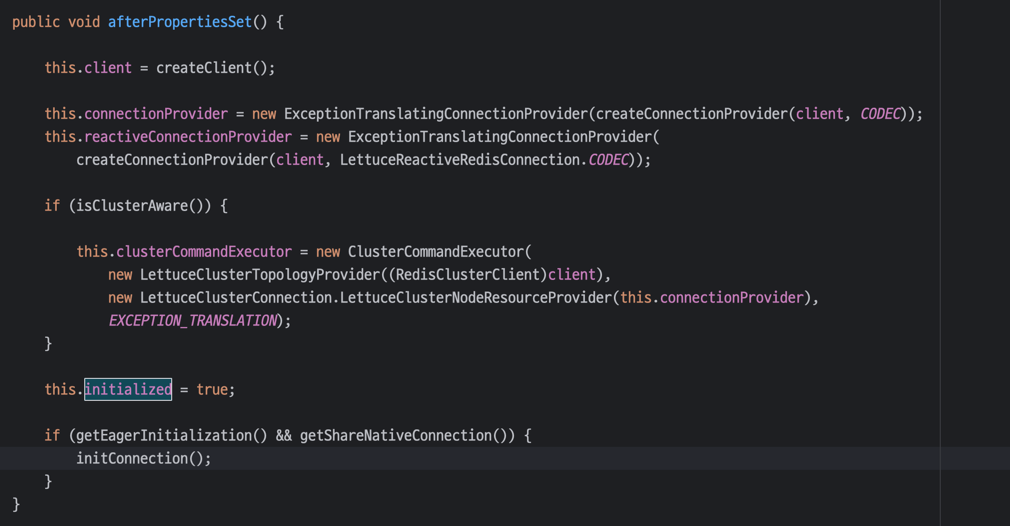 public void afterPropertiesSet() {
this.client = createClient();
this.connectionProvider = new ExceptionTranslatingConnectionProvider(createConnectionProvider(client, CODEC));
this.reactiveConnectionProvider = new ExceptionTranslatingConnectionProvider(
createConnectionProvider(client, LettuceReactiveRedisConnection.CODEC));
if (isClusterAware()) {
this.clusterCommandExecutor = new ClusterCommandExecutor(
new LettuceClusterTopologyProvider((RedisClusterClient)client),
new LettuceClusterConnection.LettuceClusterNodeResourceProvider(this.connectionProvider),
EXCEPTION_TRANSLATION);
}
this.initialized = true;
if (getEagerInitialization() && getShareNativeConnection()) {
initConnection();
}
}